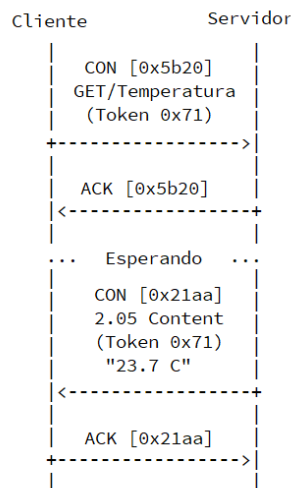 Cliente Servidor
CON [0x5b20]
GET/Temperatura
(Token 0x71)
ACK [0x5b20]
... Esperando ...
CON [0x21aa]
2.05 Content
(Token 0x71)
"23.7 C"
ACK [0x21aa]